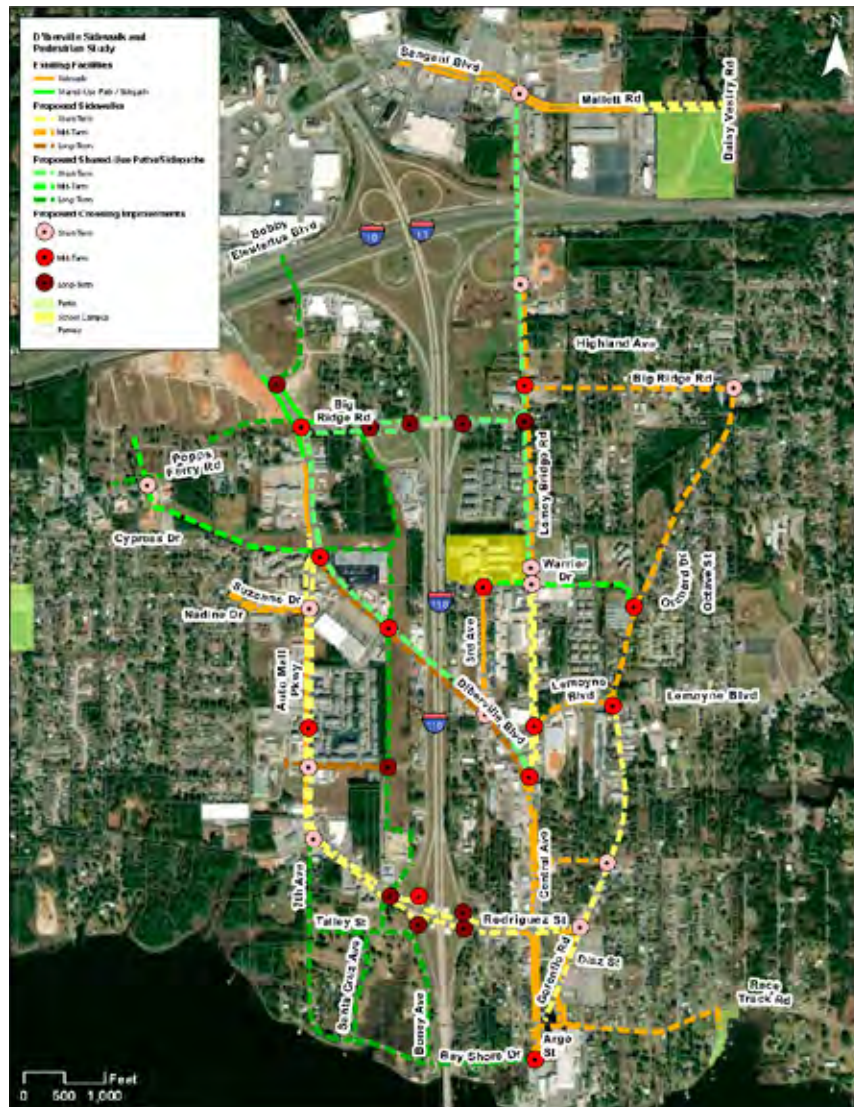 D'Iberville Sidewalk and
Pedestrian Study
Existing Facilities
Sidewalk
Shared-Use Path / Sidepath
Proposed Sidewalks
Short-Term
Mid-Term
Long-Term
Proposed Shared-Use Paths/Sidepaths
Short-Term
Mid-Term
Long-Term
Proposed Crossing Improvements
Short-Term
Mid-Term
Long-Term
Parks
School Campus
N
Sangani Blvd
Mallett Rd
Daisy Vestry Rd
Bobby
Eleuterius Blvd
10
Highland Ave
Big Ridge Rd
Big
Ridge Rd
Lamey Bridge Rd
Popps
Ferry Rd
Cypress Dr
Warrior
Dr
Suzanne Dr
Nadine Dr
110
Orchard Dr
Octave St
3rd Ave
Auto Mall
Pkwy
Lemoyne
Blvd
Lemoyne Blvd
Diberville Blvd
110
Central Ave
7th Ave
Talley St
Rodriguez St
Santa Cruz Ave
Boney Ave
Gorenflo Rd
Diaz St
Race
Track Rd
Bay Shore Dr
Argo
St
Feet
0 500 1,000